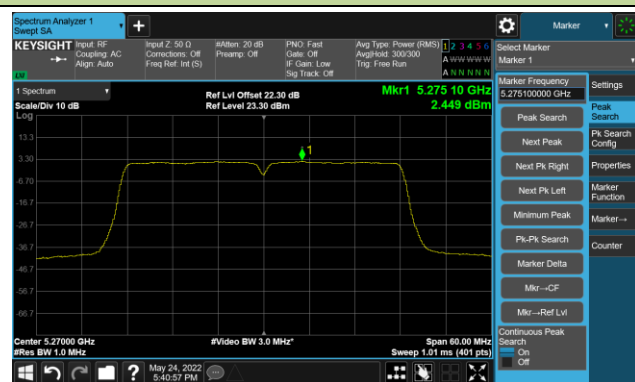 Spectrum Analyzer 1
Swept SA
+
Marker
KEYSIGHT
Input: RF
Coupling: AC
Align: Auto
Input Z: 50 Ω
Corrections: Off
Freq Ref: Int (S)
#Atten: 20 dB
Preamp: Off
PNO: Fast
Gate: Off
IF Gain: Low
Sig Track: Off
Avg Type: Power (RMS)
Avg|Hold: 300/300
Trig: Free Run
1 2 3 4 5 6
A W W W W W
A N N N N N
LW
Select Marker
Marker 1
1 Spectrum
Scale/Div 10 dB
Log
Ref Lvl Offset 22.30 dB
Ref Level 23.30 dBm
Mkr1 5.275 10 GHz
2.449 dBm
1
13.3
3.30
-6.70
-16.7
-26.7
-36.7
-46.7
-56.7
-66.7
Center 5.27000 GHz
#Res BW 1.0 MHz
#Video BW 3.0 MHz*
Span 60.00 MHz
Sweep 1.01 ms (401 pts)
Marker Frequency
5.275100000 GHz
Peak Search
Next Peak
Next Pk Right
Next Pk Left
Minimum Peak
Pk-Pk Search
Marker Delta
Mkr→CF
Mkr→Ref Lvl
Continuous Peak
Search
On
Off
Settings
Peak
Search
Pk Search
Config
Properties
Marker
Function
Marker→
Counter
?
May 24, 2022
5:40:57 PM